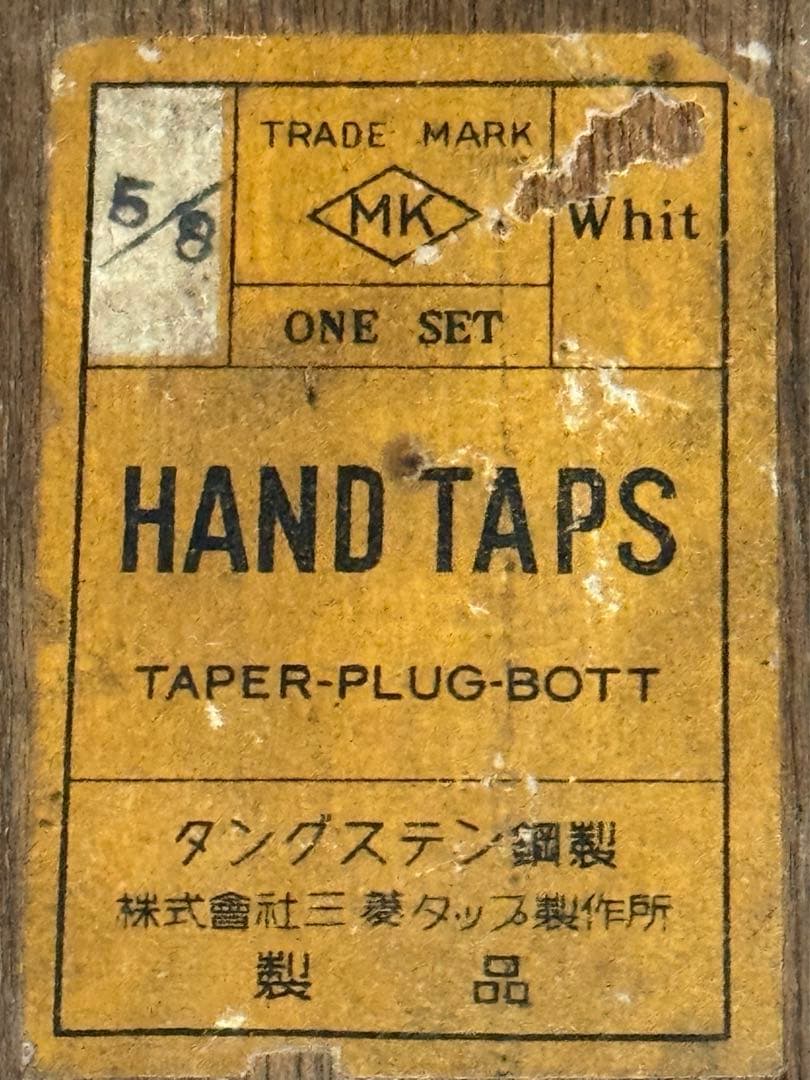 5/8
TRADE MARK
MK
Whit
ONE SET
HAND TAPS
TAPER-PLUG-BOTT
タングステン鋼製
株式會社三菱タップ製作所
製 品